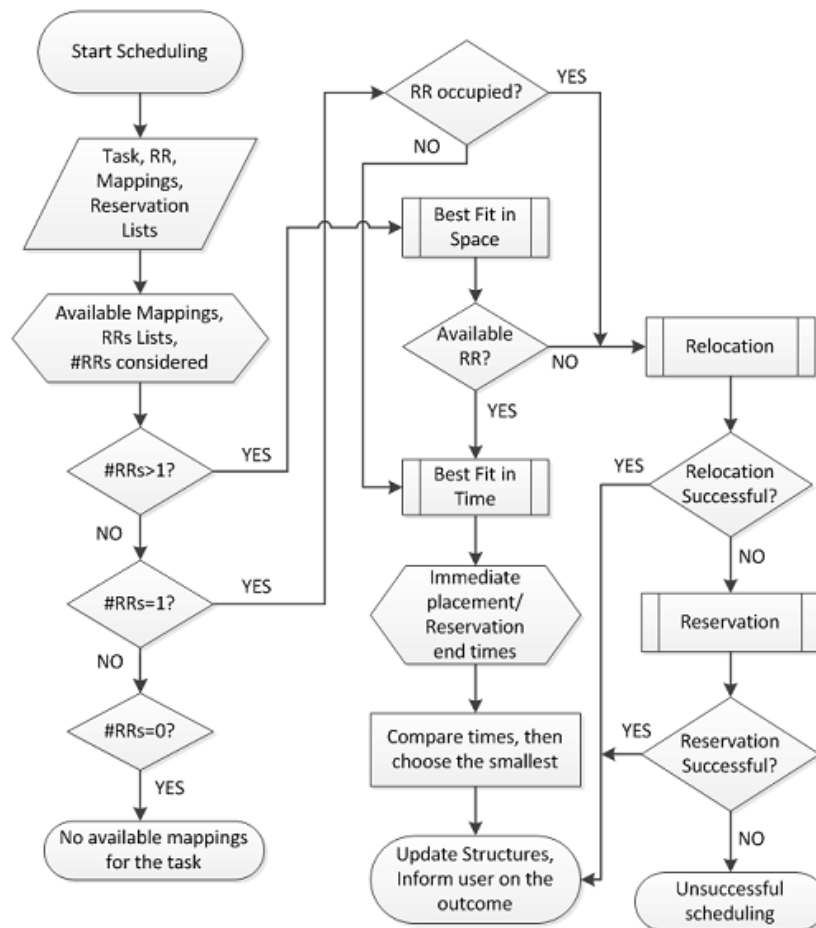 Start Scheduling
Task, RR,
Mappings,
Reservation
Lists
Available Mappings,
RRs Lists,
#RRs considered
#RRs>1?
YES
NO
#RRs=1?
YES
NO
#RRs=0?
YES
No available mappings
for the task
RR occupied?
YES
NO
Best Fit in
Space
Available
RR?
NO
YES
Best Fit in
Time
Immediate
placement/
Reservation
end times
Compare times, then
choose the smallest
Update Structures,
Inform user on the
outcome
Relocation
Relocation
Successful?
YES
NO
Reservation
Reservation
Successful?
YES
NO
Unsuccessful
scheduling